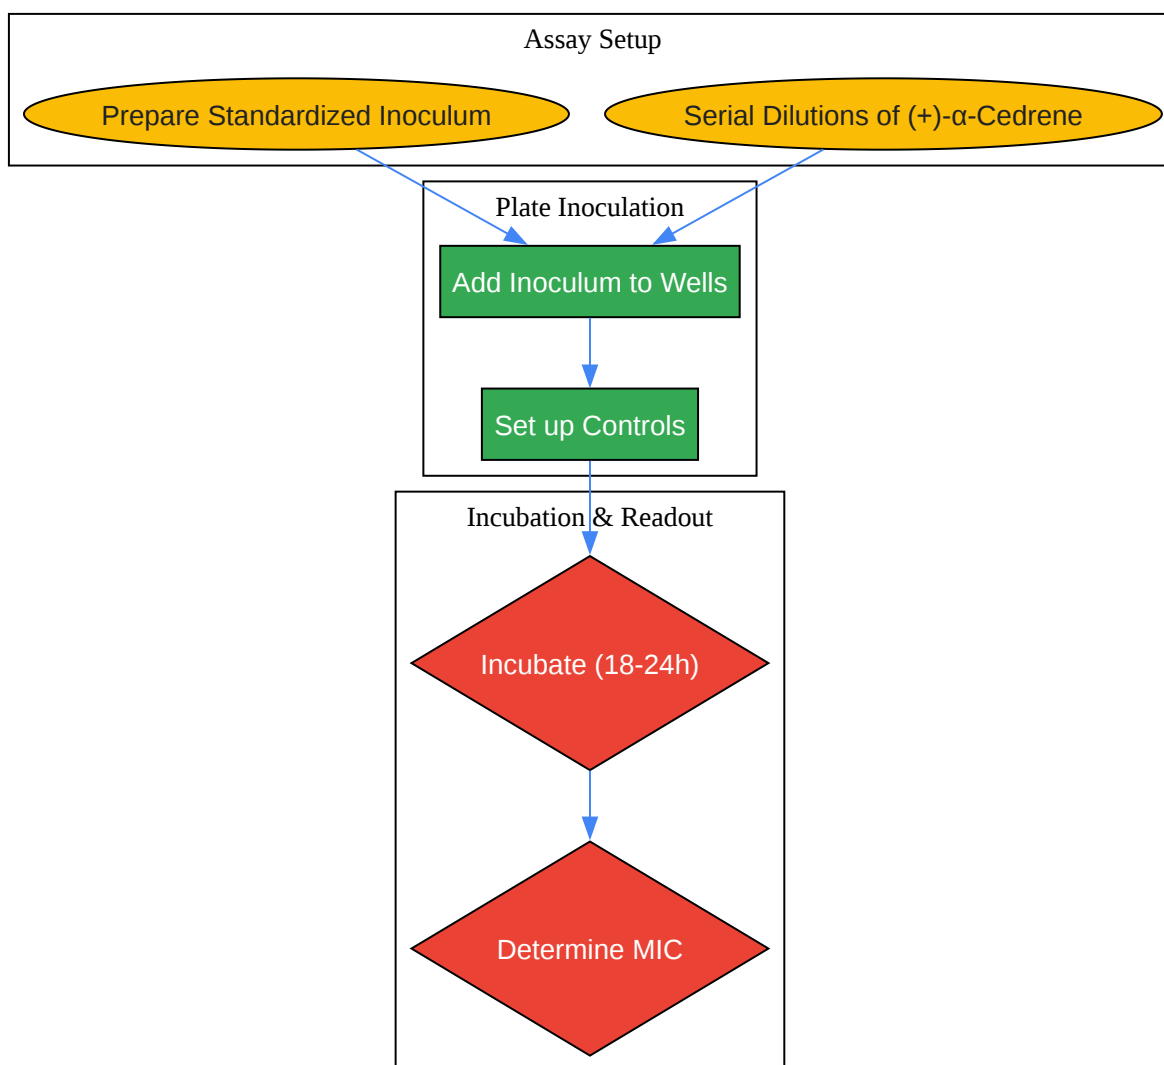 Assay Setup
Prepare Standardized Inoculum
Serial Dilutions of (+)-α-Cedrene
Plate Inoculation
Add Inoculum to Wells
Set up Controls
Incubation & Readout
Incubate (18-24h)
Determine MIC